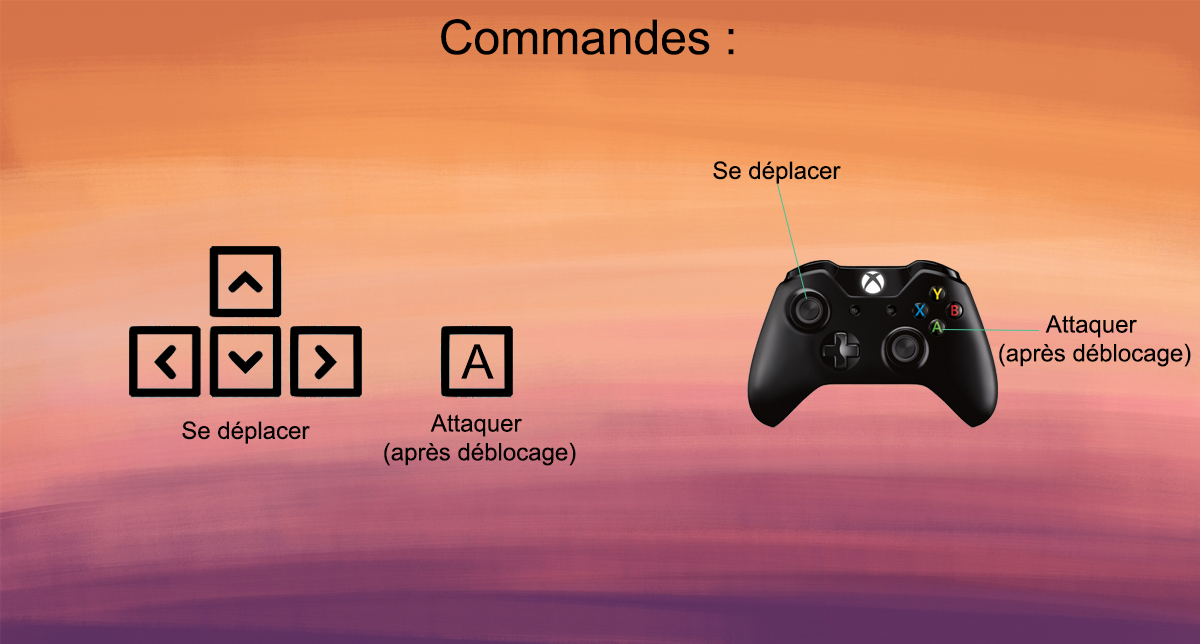 Commandes :
Se déplacer
A
Se déplacer
Attaquer
(après déblocage)
Y
X
B
A
Attaquer
(après déblocage)